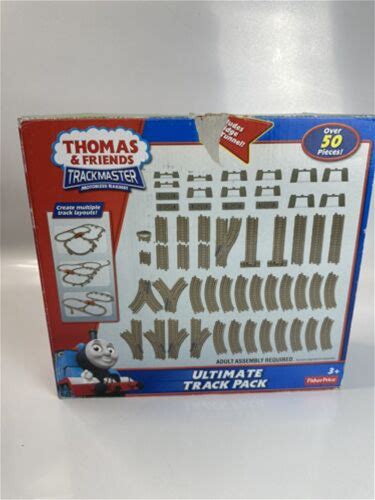 THOMAS
& FRIENDS
TRACKMASTER
MOTORIZED RAILWAY
Over
50
Pieces!
Tunnel!
Create multiple
track layouts!
ADULT ASSEMBLY REQUIRED
ULTIMATE
TRACK PACK
3+
Fisher-Price